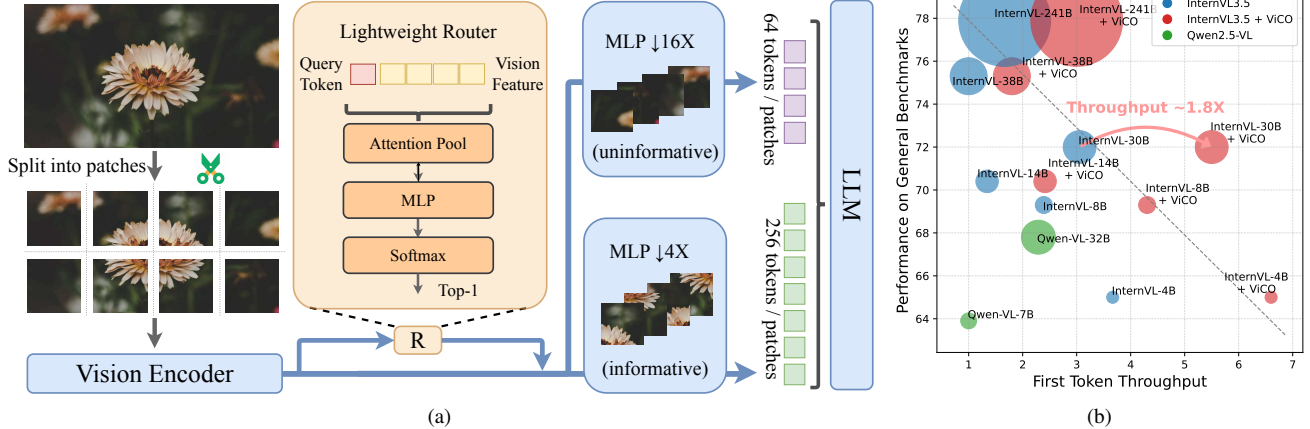 Split into patches
Vision Encoder
Lightweight Router
Query
Token
Vision
Feature
Attention Pool
MLP
Softmax
Top-1
R
MLP ↓16X
(uninformative)
MLP ↓4X
(informative)
64 tokens / patches
256 tokens / patches
LLM
(a)
Performance on General Benchmarks
78
76
74
72
70
68
66
64
InternVL3.5
InternVL3.5 + ViCO
Qwen2.5-VL
InternVL-241B
InternVL-241B
+ ViCO
InternVL-38B
InternVL-38B
+ ViCO
Throughput ~1.8X
InternVL-30B
InternVL-30B
+ ViCO
InternVL-14B
InternVL-14B
+ ViCO
InternVL-8B
InternVL-8B
+ ViCO
Qwen-VL-32B
InternVL-4B
InternVL-4B
+ ViCO
Qwen-VL-7B
1
2
3
4
5
6
7
First Token Throughput
(b)